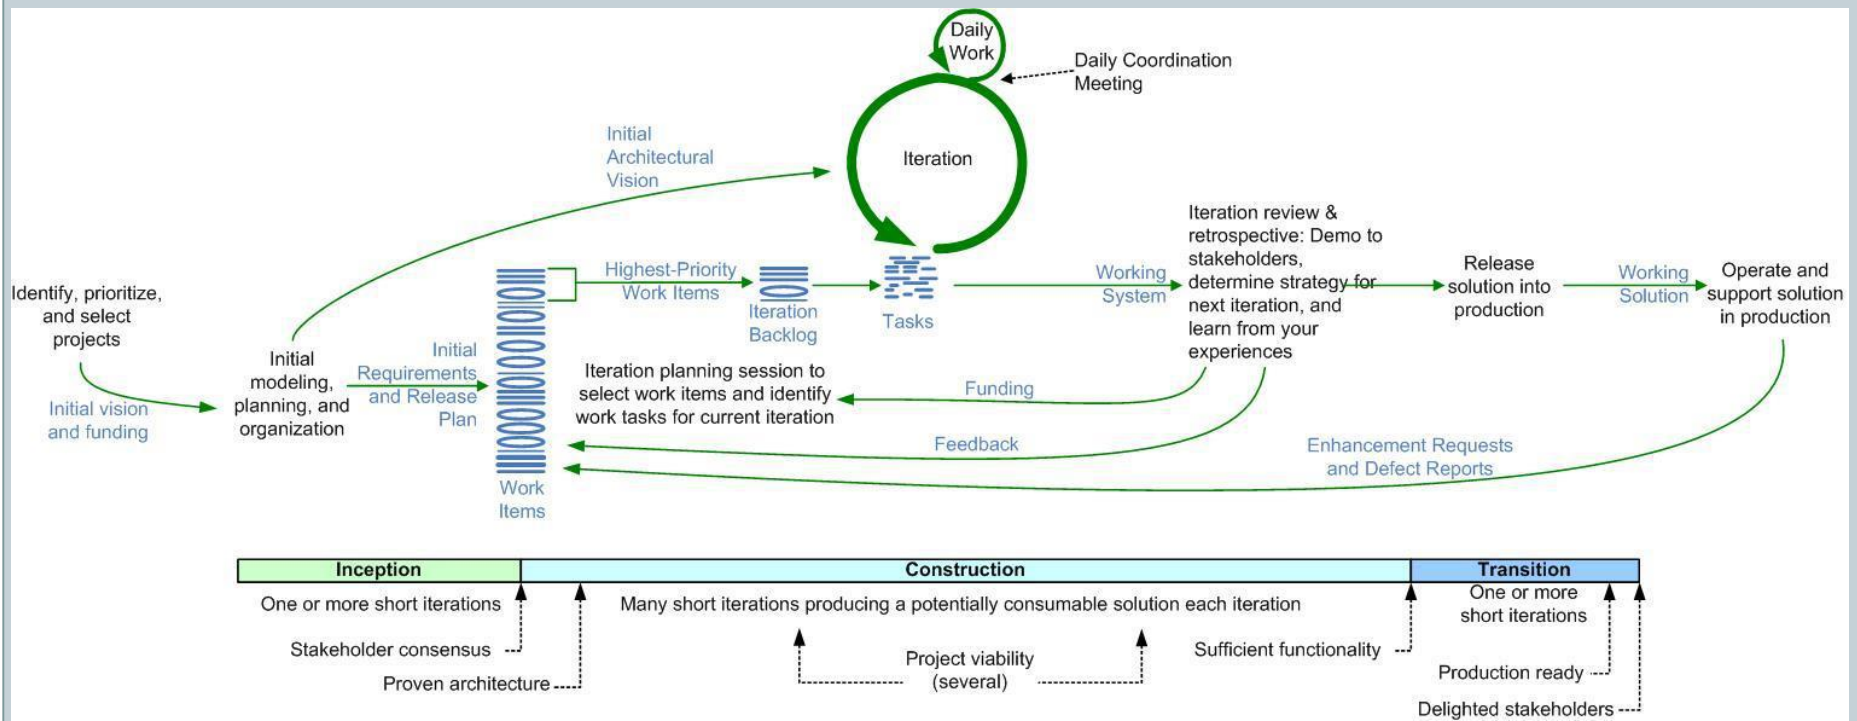 Daily
Work
Daily Coordination
Meeting
Initial
Architectural
Vision
Iteration
Iteration review &
retrospective: Demo to
stakeholders,
determine strategy for
next iteration, and
learn from your
experiences
Identify, prioritize,
and select
projects
Initial vision
and funding
Initial
modeling,
planning, and
organization
Initial
Requirements
and Release
Plan
Work
Items
Highest-Priority
Work Items
Iteration
Backlog
Tasks
Working
System
Release
solution into
production
Working
Solution
Operate and
support solution
in production
Iteration planning session to
select work items and identify
work tasks for current iteration
Funding
Feedback
Enhancement Requests
and Defect Reports
Inception
Construction
Transition
One or more short iterations
Many short iterations producing a potentially consumable solution each iteration
One or more
short iterations
Stakeholder consensus
Proven architecture
Project viability
(several)
Sufficient functionality
Production ready
Delighted stakeholders